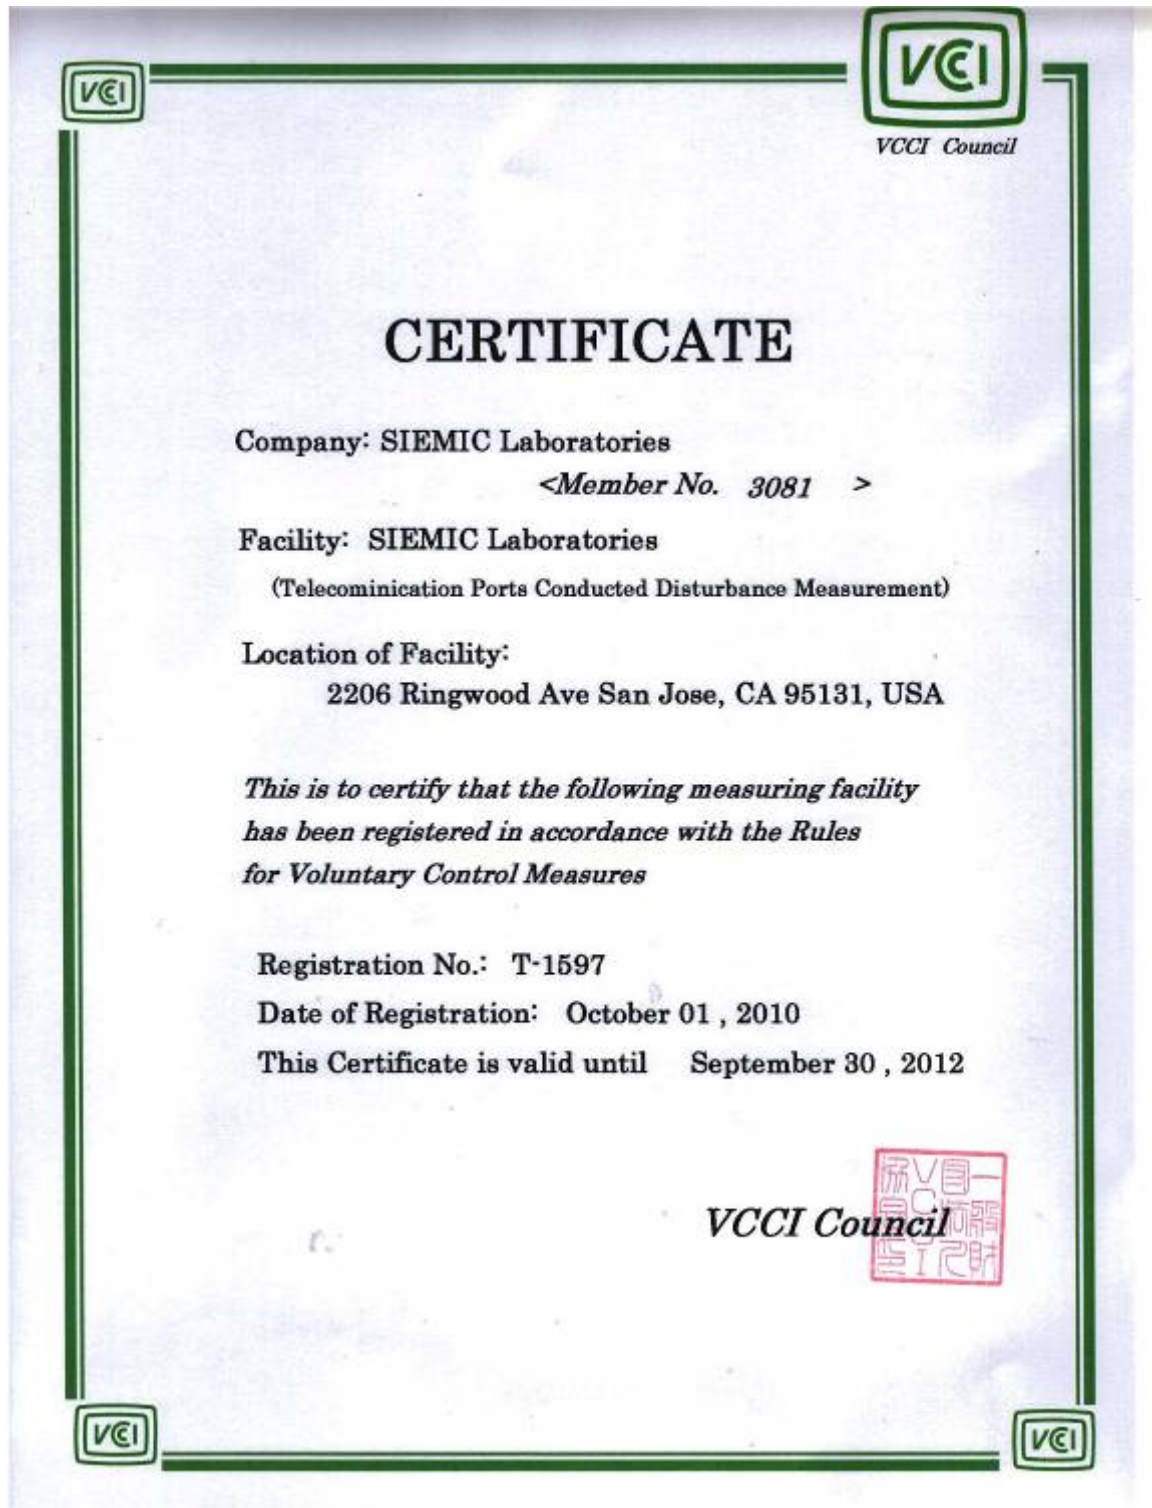 VCCI
VCCI
VCCI Council
CERTIFICATE
Company: SIEMIC Laboratories
<Member No. 3081 >
Facility: SIEMIC Laboratories
(Telecominication Ports Conducted Disturbance Measurement)
Location of Facility:
2206 Ringwood Ave San Jose, CA 95131, USA
This is to certify that the following measuring facility
has been registered in accordance with the Rules
for Voluntary Control Measures
Registration No.: T-1597
Date of Registration: October 01 , 2010
This Certificate is valid until September 30 , 2012
VCCI Council
VCCI
VCCI